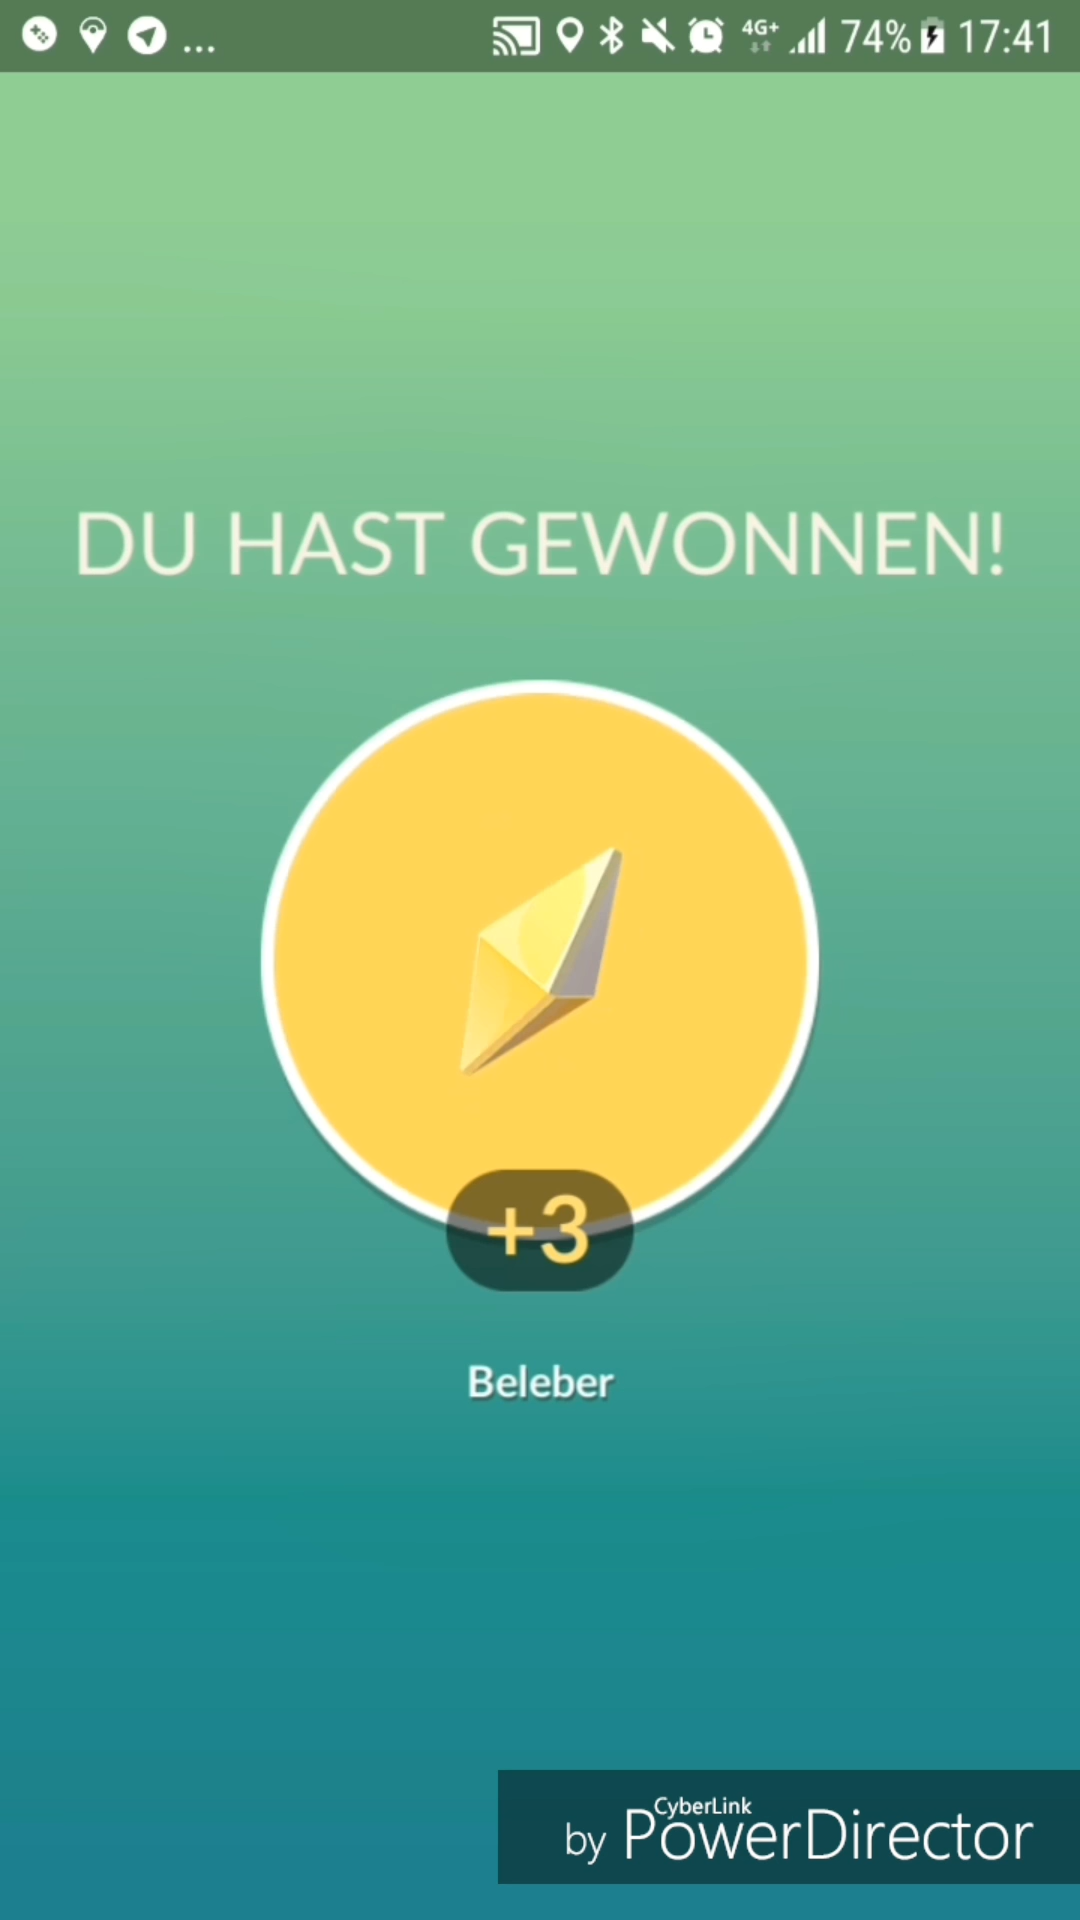 ... 4G+ 74% 17:41
DU HAST GEWONNEN!
+3
Beleber
CyberLink
by PowerDirector